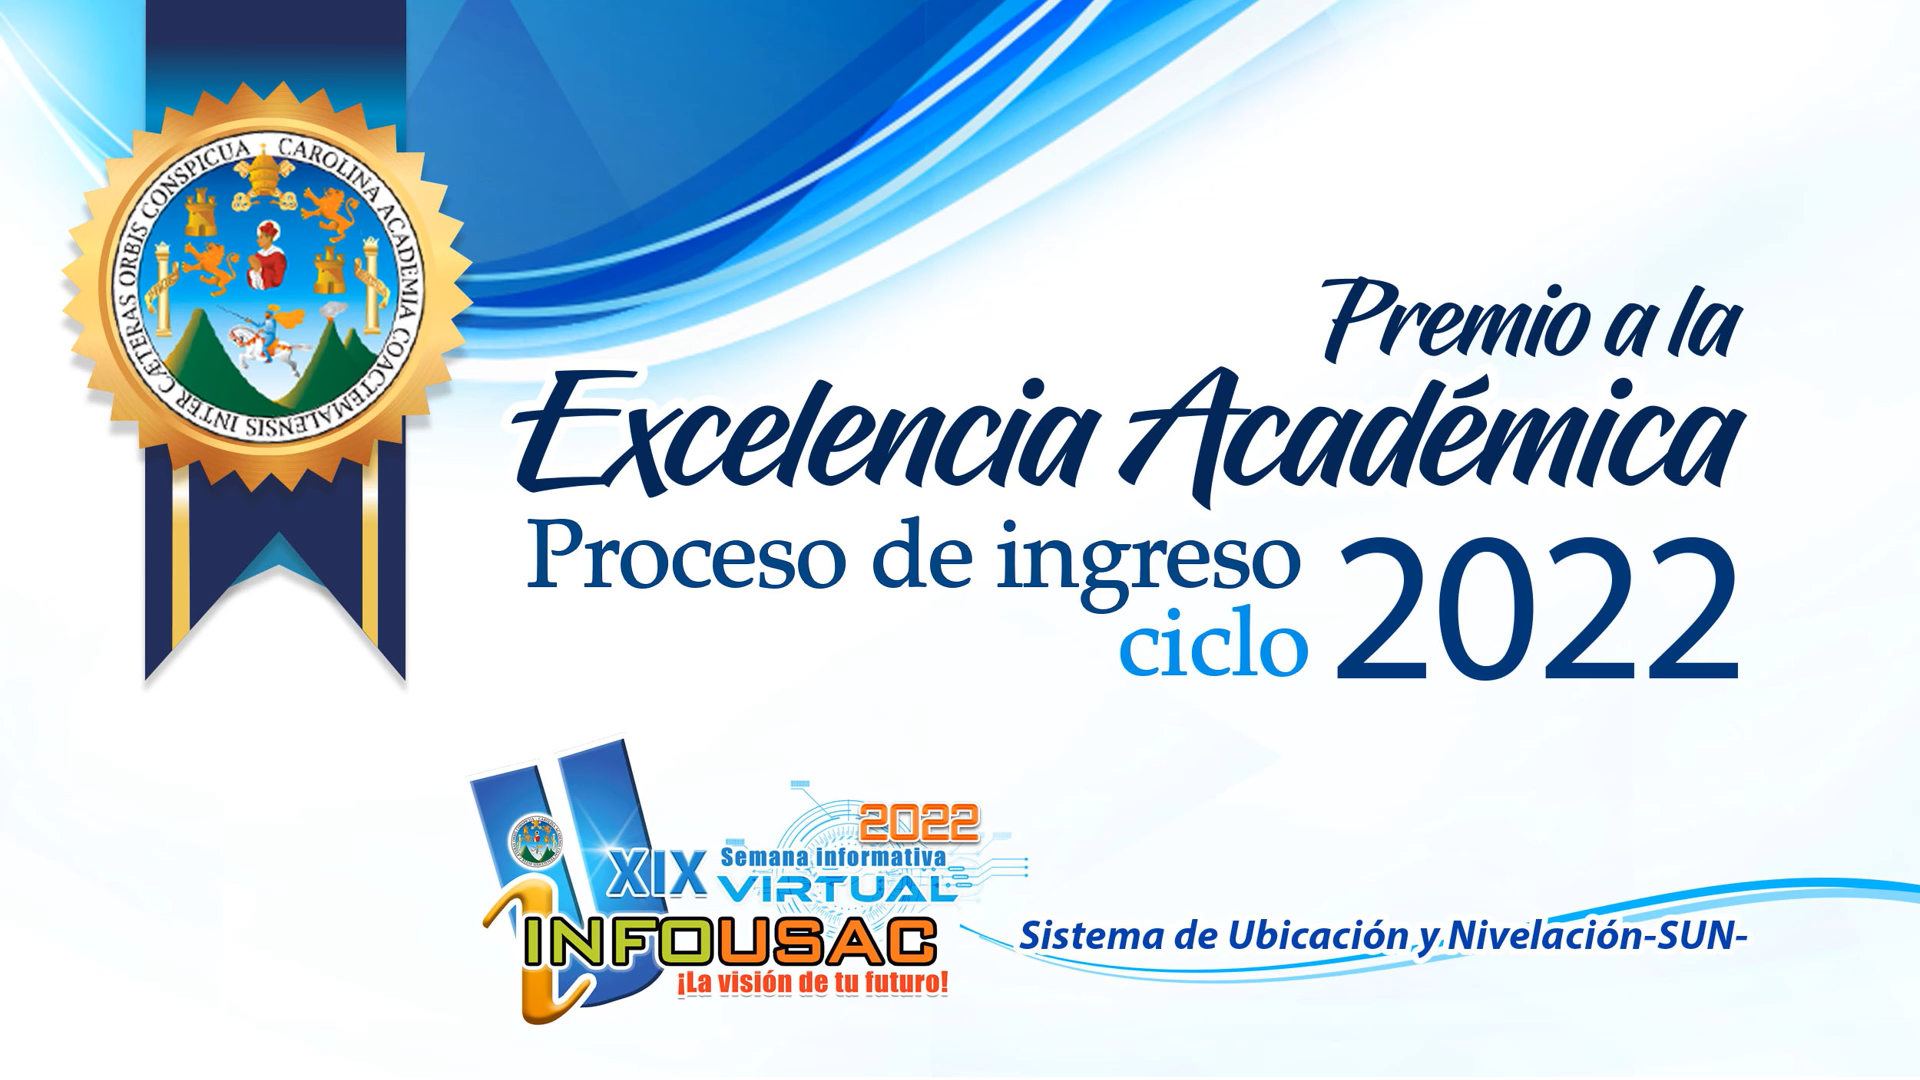 CAROLINA ACADEMIA COACTEMALENSIS INTER CÆTERAS ORBIS CONSPICUA
Premio a la
Excelencia Académica
Proceso de ingreso
ciclo 2022
2022
XIX Semana informativa
VIRTUAL
INFOUSAC
¡La visión de tu futuro!
Sistema de Ubicación y Nivelación-SUN-